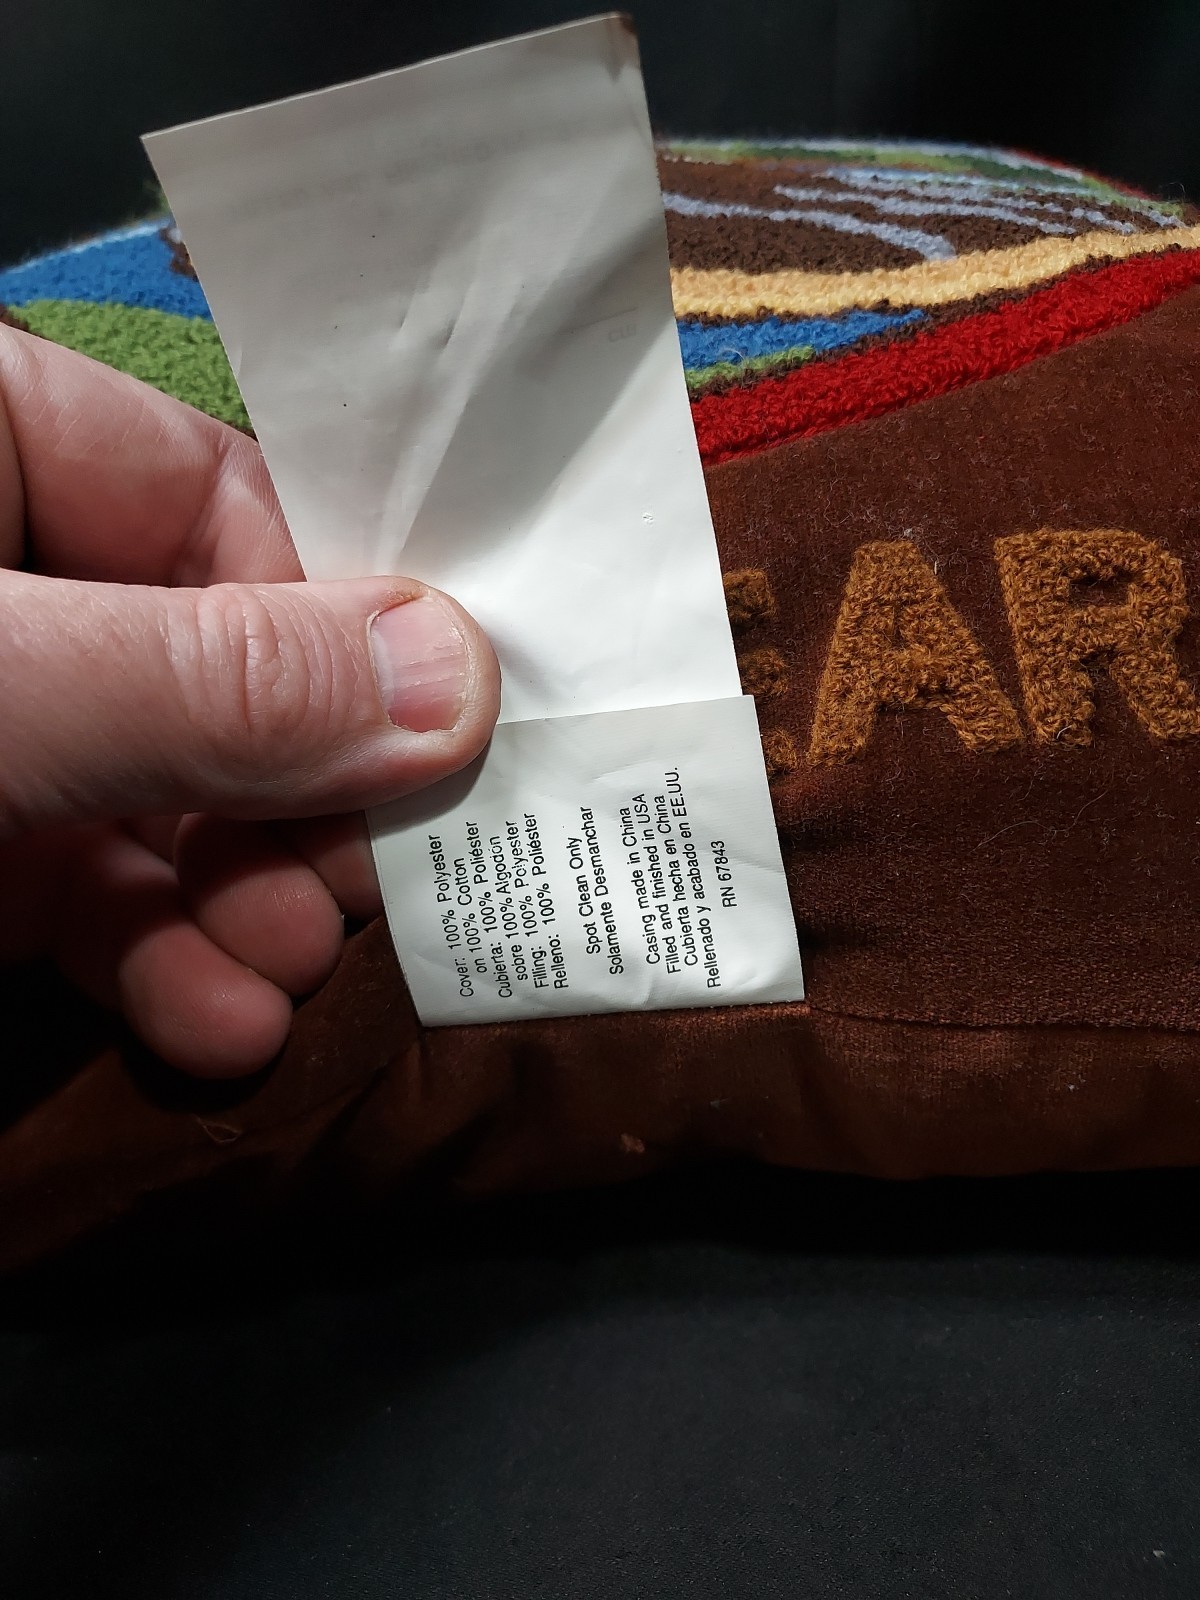 Cover: 100% Polyester
on 100% Cotton
Cubierta: 100% Poliéster
sobre 100% Algodón
Filling: 100% Polyester
Relleno: 100% Poliéster
Spot Clean Only
Solamente Desmanchar
Casing made in China
Filled and finished in USA
Cubierta hecha en China
Rellenado y acabado en EE.UU.
RN 67843
EAR